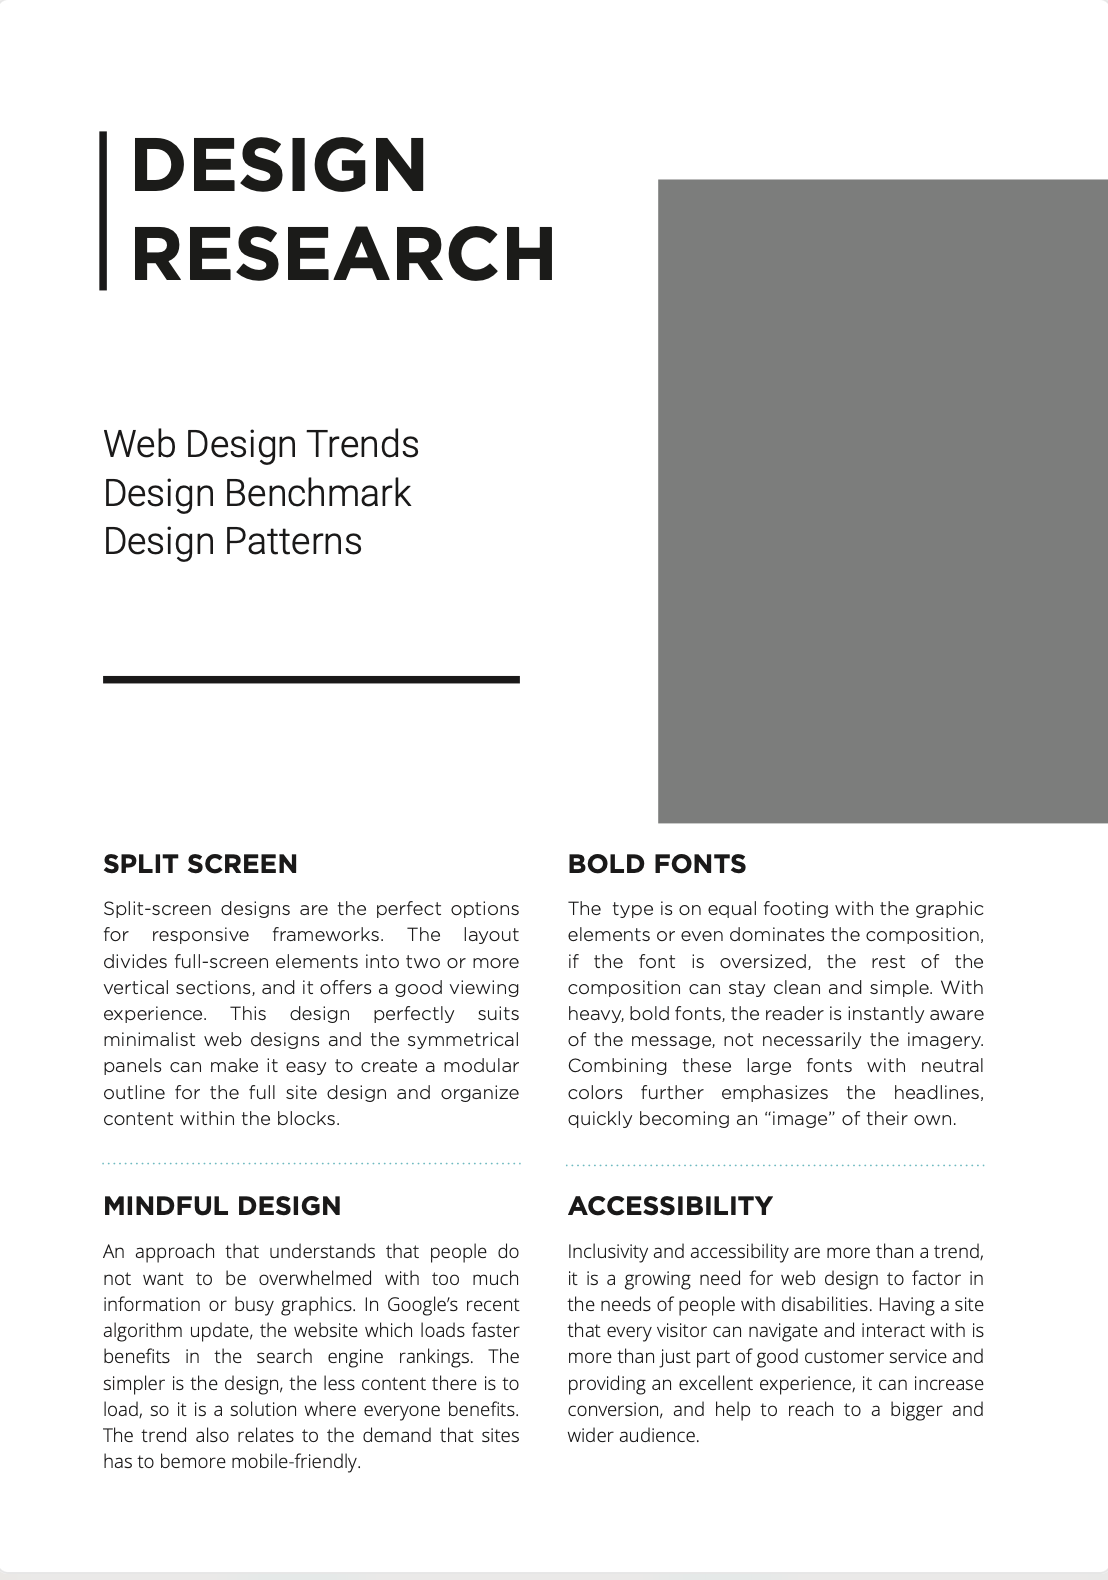 DESIGN
RESEARCH
Web Design Trends
Design Benchmark
Design Patterns
SPLIT SCREEN
Split-screen designs are the perfect options
for responsive frameworks. The layout
divides full-screen elements into two or more
vertical sections, and it offers a good viewing
experience. This design perfectly suits
minimalist web designs and the symmetrical
panels can make it easy to create a modular
outline for the full site design and organize
content within the blocks.
BOLD FONTS
The type is on equal footing with the graphic
elements or even dominates the composition,
if the font is oversized, the rest of the
composition can stay clean and simple. With
heavy, bold fonts, the reader is instantly aware
of the message, not necessarily the imagery.
Combining these large fonts with neutral
colors further emphasizes the headlines,
quickly becoming an “image” of their own.
MINDFUL DESIGN
An approach that understands that people do
not want to be overwhelmed with too much
information or busy graphics. In Google’s recent
algorithm update, the website which loads faster
benefits in the search engine rankings. The
simpler is the design, the less content there is to
load, so it is a solution where everyone benefits.
The trend also relates to the demand that sites
has to bemore mobile-friendly.
ACCESSIBILITY
Inclusivity and accessibility are more than a trend,
it is a growing need for web design to factor in
the needs of people with disabilities. Having a site
that every visitor can navigate and interact with is
more than just part of good customer service and
providing an excellent experience, it can increase
conversion, and help to reach to a bigger and
wider audience.